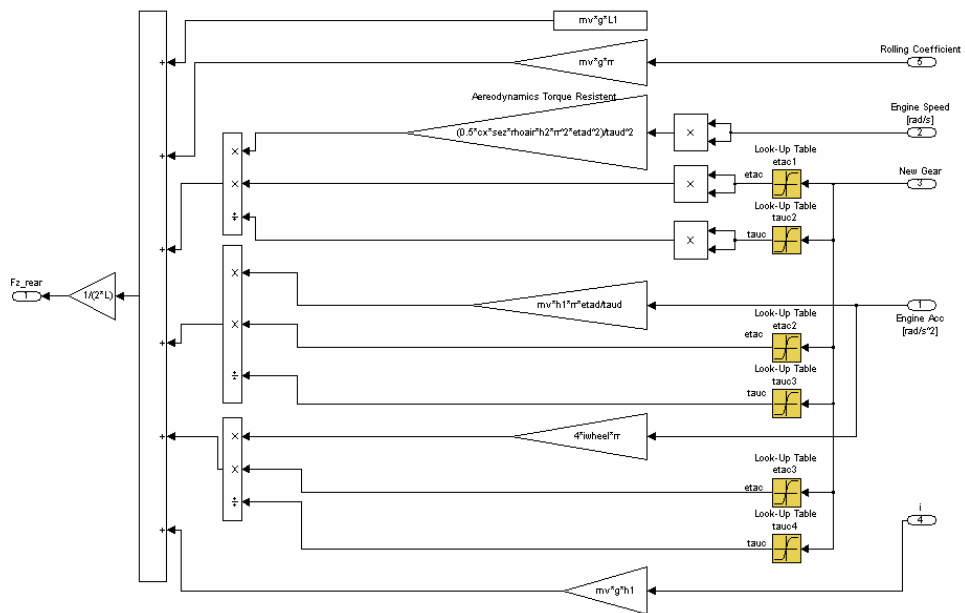 mv*g*L1
Rolling Coefficient
mv*g*rr
5
Aereodynamics Torque Resistent
Engine Speed
[rad/s]
(0.5*cx*sez*rhoair*h2*rr^2*etad^2)/taud^2
2
Look-Up Table
etac1
New Gear
etac
3
Look-Up Table
tauc2
tauc
Fz_rear
1
1/(2*L)
mv*h1*rr*etad/taud
1
Engine Acc
[rad/s^2]
Look-Up Table
etac2
etac
Look-Up Table
tauc3
tauc
4*iwheel*rr
Look-Up Table
etac3
etac
i
4
Look-Up Table
tauc4
tauc
mv*g*h1